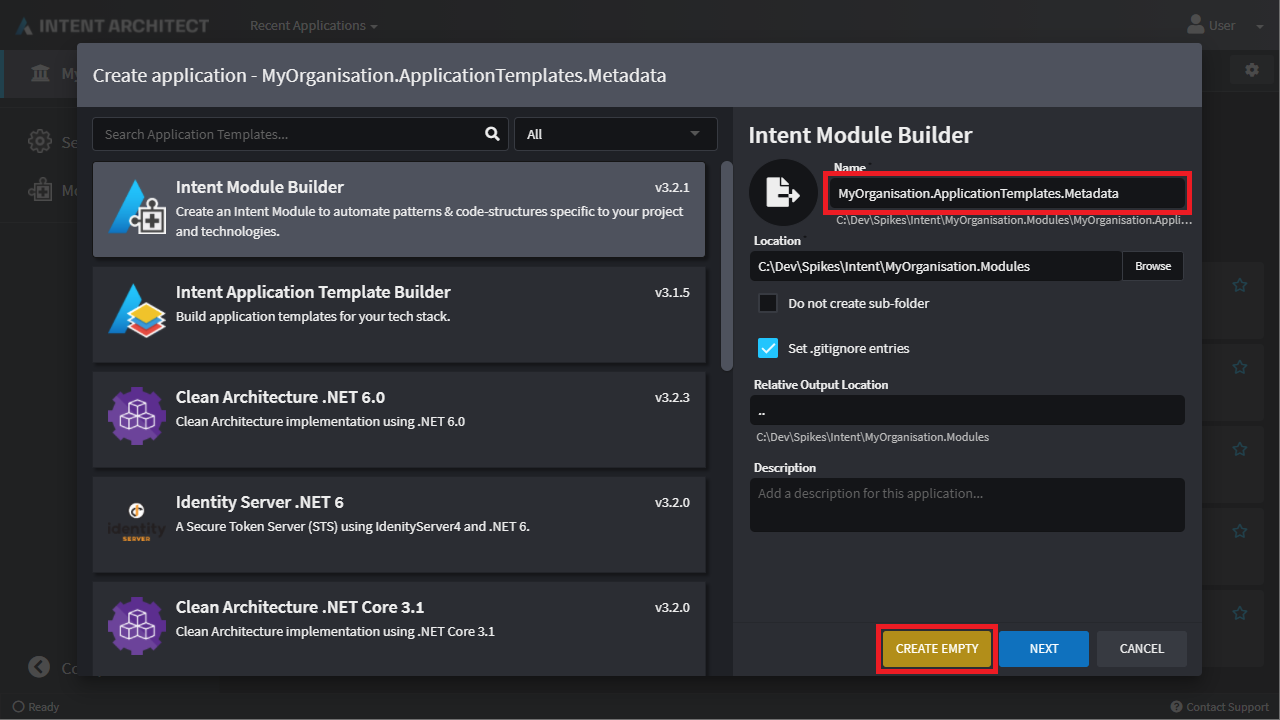 INTENT ARCHITECT
Recent Applications
User
Create application - MyOrganisation.ApplicationTemplates.Metadata
Search Application Templates...
All
Intent Module Builder
v3.2.1
Create an Intent Module to automate patterns & code-structures specific to your project
and technologies.
Intent Application Template Builder
v3.1.5
Build application templates for your tech stack.
Clean Architecture .NET 6.0
v3.2.3
Clean Architecture implementation using .NET 6.0
identity
SERVER
Identity Server .NET 6
v3.2.0
A Secure Token Server (STS) using IdenityServer4 and .NET 6.
Clean Architecture .NET Core 3.1
v3.2.0
Clean Architecture implementation using .NET Core 3.1
Intent Module Builder
Name
MyOrganisation.ApplicationTemplates.Metadata
C:\Dev\Spikes\Intent\MyOrganisation.Modules\MyOrganisation.Appli...
Location
C:\Dev\Spikes\Intent\MyOrganisation.Modules
Browse
Do not create sub-folder
Set .gitignore entries
Relative Output Location
..
C:\Dev\Spikes\Intent\MyOrganisation.Modules
Description
Add a description for this application...
CREATE EMPTY
NEXT
CANCEL
Ready
Contact Support